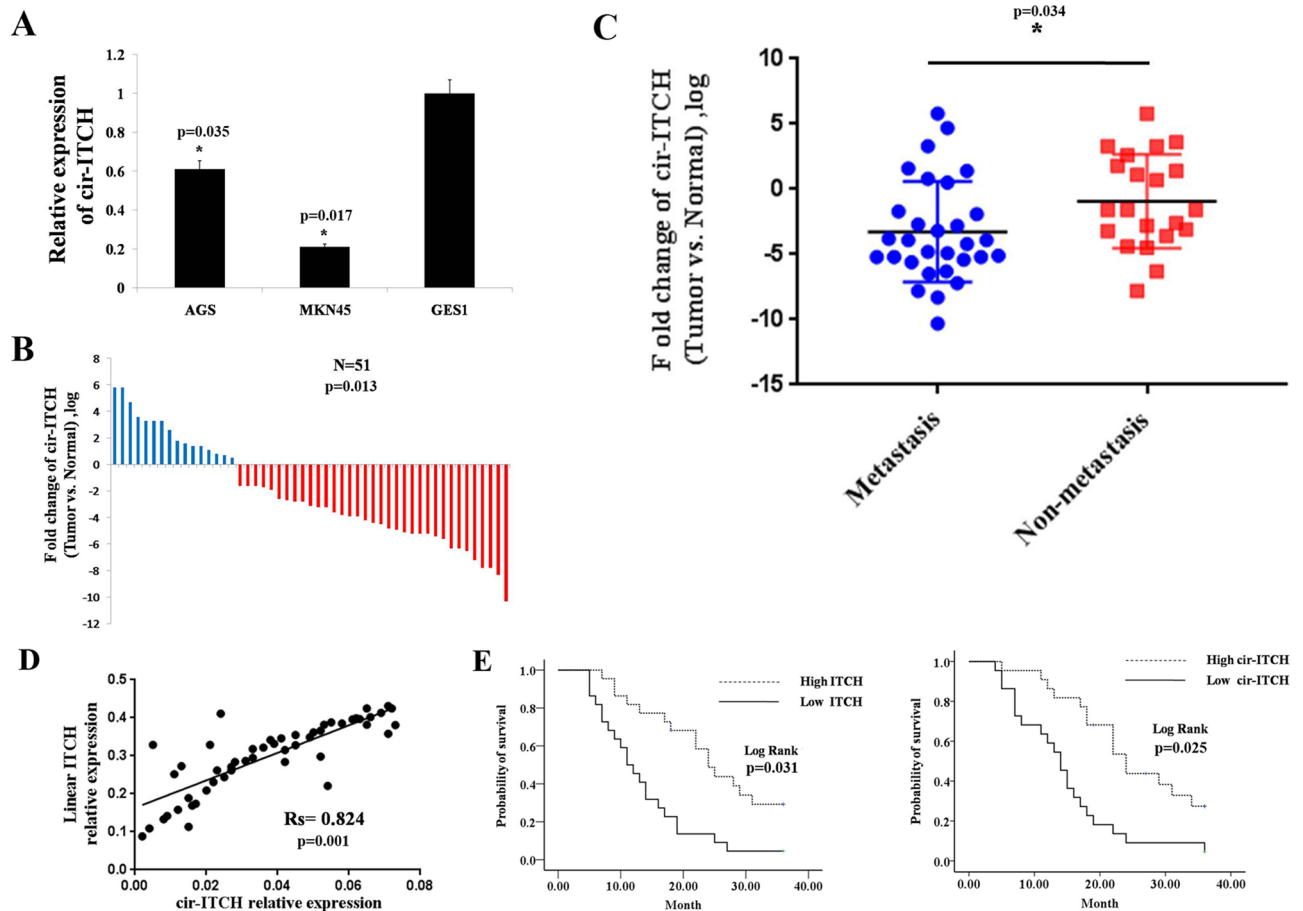 A
Relative expression
of cir-ITCH
1.2
1
0.8
0.6
0.4
0.2
0
p=0.035
*
p=0.017
*
AGS
MKN45
GES1
B
Fold change of cir-ITCH
(Tumor vs. Normal) ,log
8
6
4
2
0
-2
-4
-6
-8
-10
-12
N=51
p=0.013
C
p=0.034
*
Fold change of cir-ITCH
(Tumor vs. Normal) ,log
10
5
0
-5
-10
-15
Metastasis
Non-metastasis
D
Linear ITCH
relative expression
0.5
0.4
0.3
0.2
0.1
0.0
Rs= 0.824
p=0.001
0.00
0.02
0.04
0.06
0.08
cir-ITCH relative expression
E
Probability of survival
1.0
0.8
0.6
0.4
0.2
0.0
High ITCH
Low ITCH
Log Rank
p=0.031
0.00
10.00
20.00
30.00
40.00
Month
Probability of survival
1.0
0.8
0.6
0.4
0.2
0.0
High cir-ITCH
Low cir-ITCH
Log Rank
p=0.025
0.00
10.00
20.00
30.00
40.00
Month